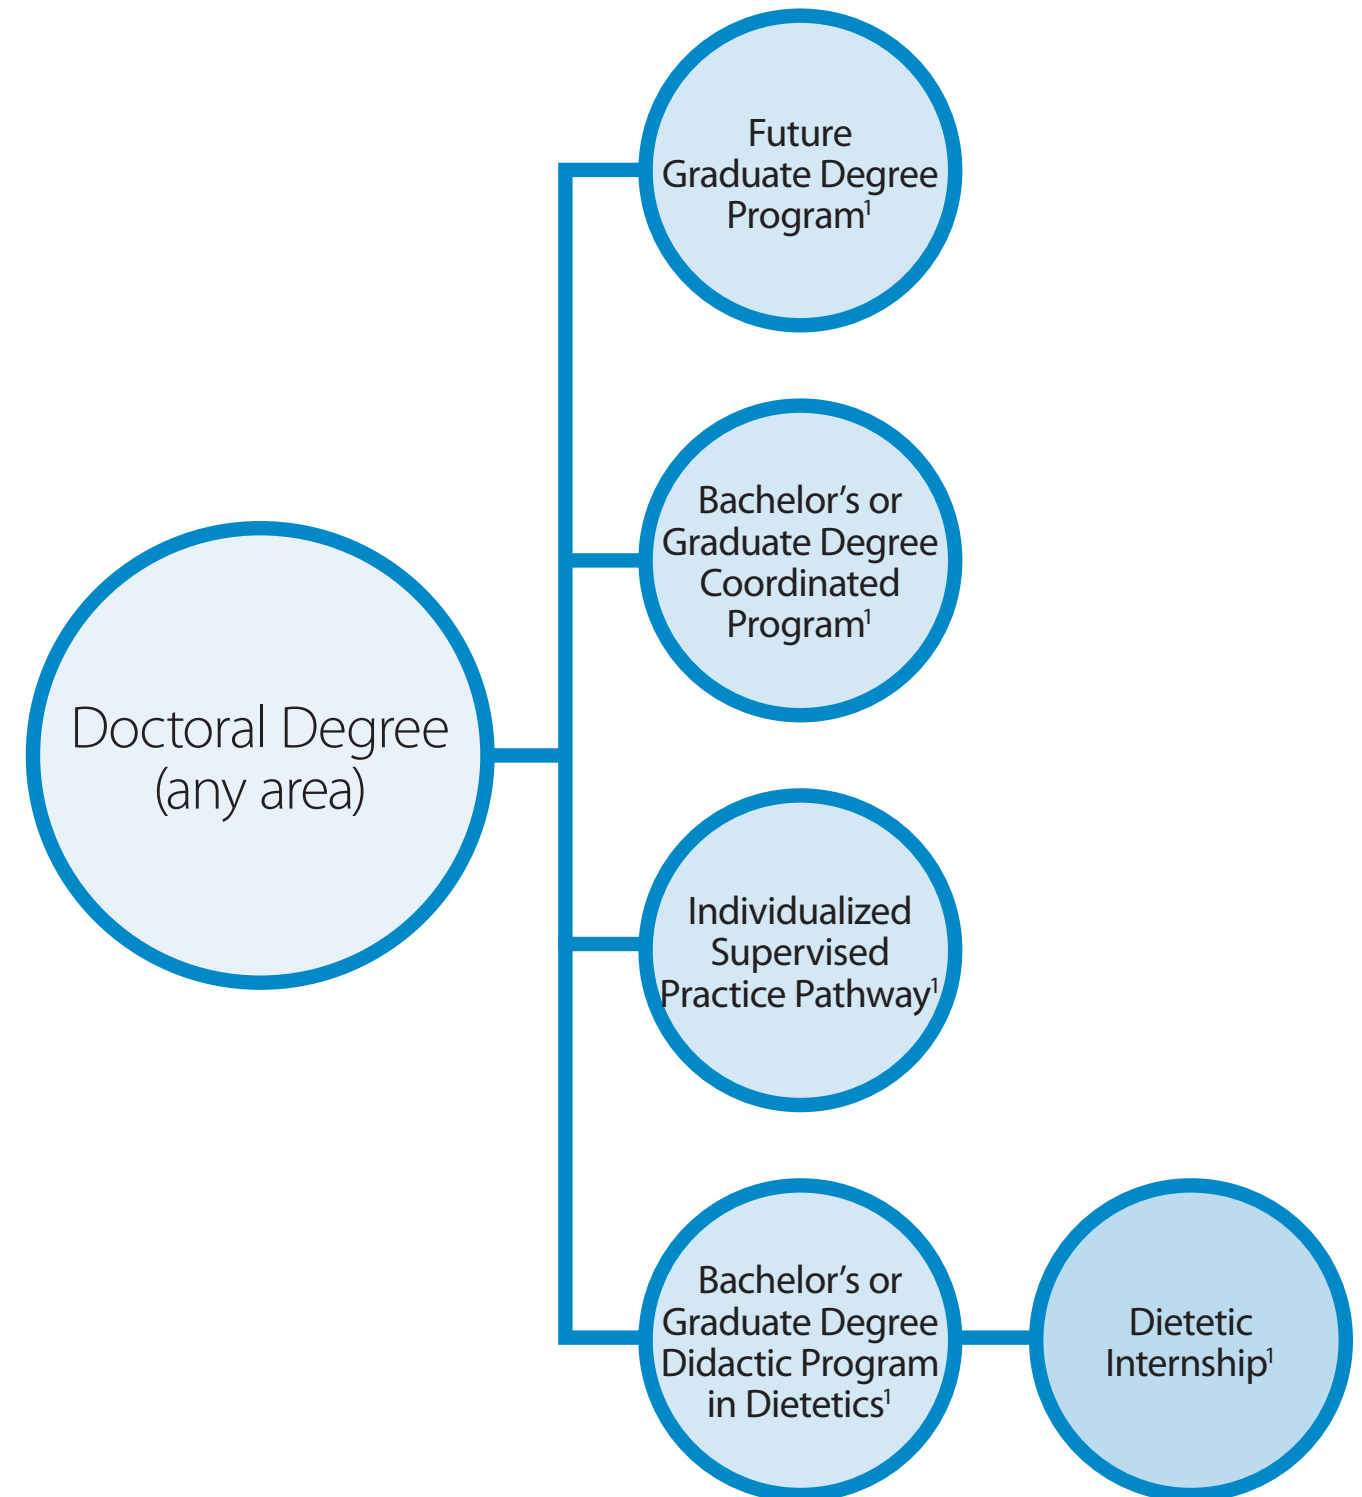 Future
Graduate Degree
Program¹
Bachelor’s or
Graduate Degree
Coordinated
Program¹
Doctoral Degree
(any area)
Individualized
Supervised
Practice Pathway¹
Bachelor’s or
Graduate Degree
Didactic Program
in Dietetics¹
Dietetic
Internship¹